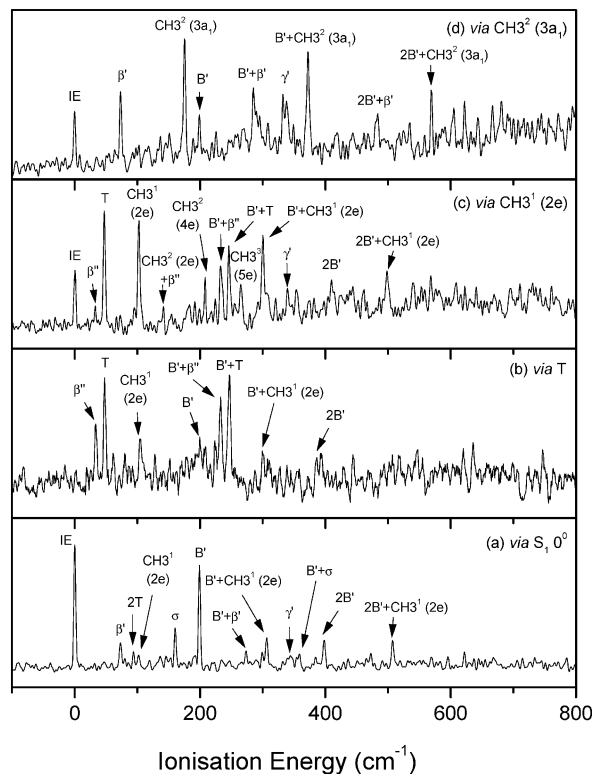 (d) via CH3² (3a₁)
CH3² (3a₁)
B'+CH3² (3a₁)
2B'+CH3² (3a₁)
IE
β'
B'
B'+β'
γ'
2B'+β'
(c) via CH3¹ (2e)
T
CH3¹
(2e)
CH3²
(4e)
B'+β''
B'+T
B'+CH3¹ (2e)
IE
β''
CH3² (2e)
+β''
CH3³
(5e)
γ'
2B'
2B'+CH3¹ (2e)
(b) via T
β''
T
CH3¹
(2e)
B'
B'+β''
B'+T
B'+CH3¹ (2e)
2B'
(a) via S₁ 0⁰
IE
β'
2T
CH3¹
(2e)
σ
B'
B'+CH3¹ (2e)
B'+β'
γ'
B'+σ
2B'
2B'+CH3¹ (2e)
0 200 400 600 800
Ionisation Energy (cm⁻¹)